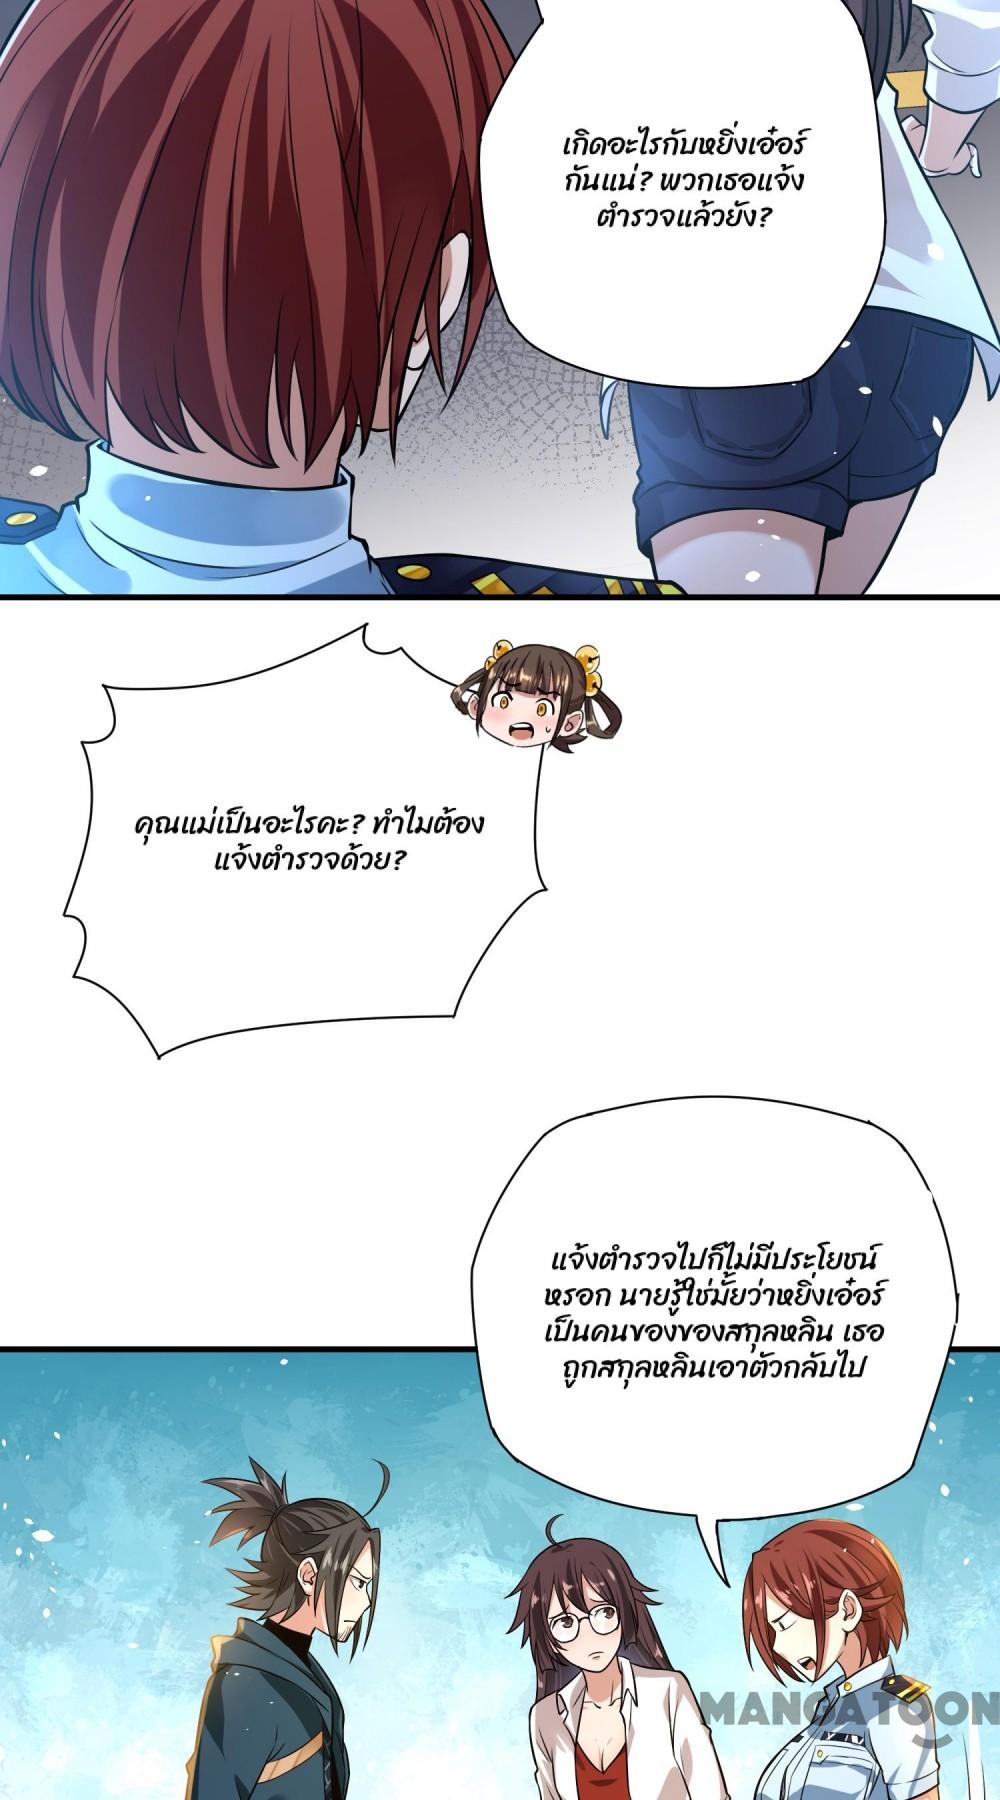 เกิดอะไรกับหยิ่งเอ๋อร์
กันแน่? พวกเธอแจ้ง
ตำรวจแล้วยัง?
คุณแม่เป็นอะไรคะ? ทำไมต้อง
แจ้งตำรวจด้วย?
แจ้งตำรวจไปก็ไม่มีประโยชน์
หรอก นายรู้ใช่มั้ยว่าหยิ่งเอ๋อร์
เป็นคนของของสกุลหลิน เธอ
ถูกสกุลหลินเอาตัวกลับไป
MANGATOON